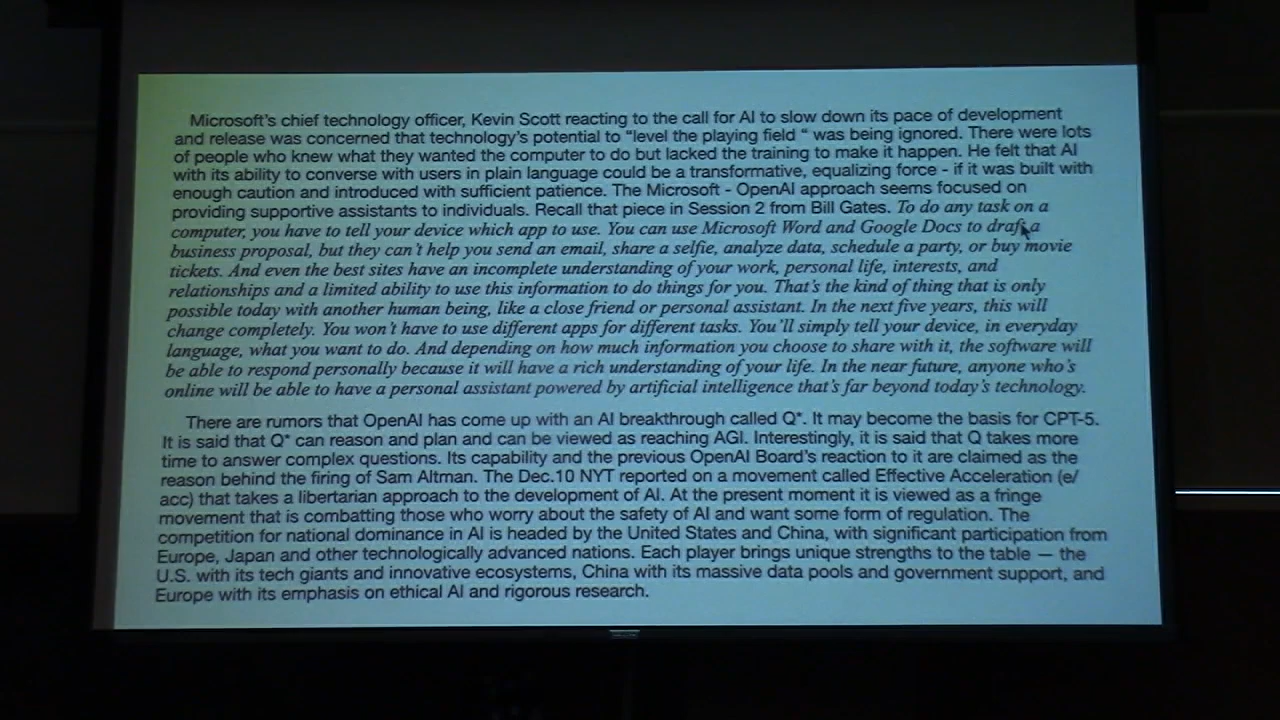 Microsoft's chief technology officer, Kevin Scott reacting to the call for AI to slow down its pace of development
and release was concerned that technology's potential to “level the playing field “ was being ignored. There were lots
of people who knew what they wanted the computer to do but lacked the training to make it happen. He felt that AI
with its ability to converse with users in plain language could be a transformative, equalizing force - if it was built with
enough caution and introduced with sufficient patience. The Microsoft - OpenAI approach seems focused on
providing supportive assistants to individuals. Recall that piece in Session 2 from Bill Gates. To do any task on a
computer, you have to tell your device which app to use. You can use Microsoft Word and Google Docs to draft a
business proposal, but they can't help you send an email, share a selfie, analyze data, schedule a party, or buy movie
tickets. And even the best sites have an incomplete understanding of your work, personal life, interests, and
relationships and a limited ability to use this information to do things for you. That's the kind of thing that is only
possible today with another human being, like a close friend or personal assistant. In the next five years, this will
change completely. You won't have to use different apps for different tasks. You'll simply tell your device, in everyday
language, what you want to do. And depending on how much information you choose to share with it, the software will
be able to respond personally because it will have a rich understanding of your life. In the near future, anyone who's
online will be able to have a personal assistant powered by artificial intelligence that's far beyond today's technology.
There are rumors that OpenAI has come up with an AI breakthrough called Q*. It may become the basis for CPT-5.
It is said that Q* can reason and plan and can be viewed as reaching AGI. Interestingly, it is said that Q takes more
time to answer complex questions. Its capability and the previous OpenAI Board's reaction to it are claimed as the
reason behind the firing of Sam Altman. The Dec.10 NYT reported on a movement called Effective Acceleration (e/
acc) that takes a libertarian approach to the development of AI. At the present moment it is viewed as a fringe
movement that is combatting those who worry about the safety of AI and want some form of regulation. The
competition for national dominance in AI is headed by the United States and China, with significant participation from
Europe, Japan and other technologically advanced nations. Each player brings unique strengths to the table — the
U.S. with its tech giants and innovative ecosystems, China with its massive data pools and government support, and
Europe with its emphasis on ethical AI and rigorous research.